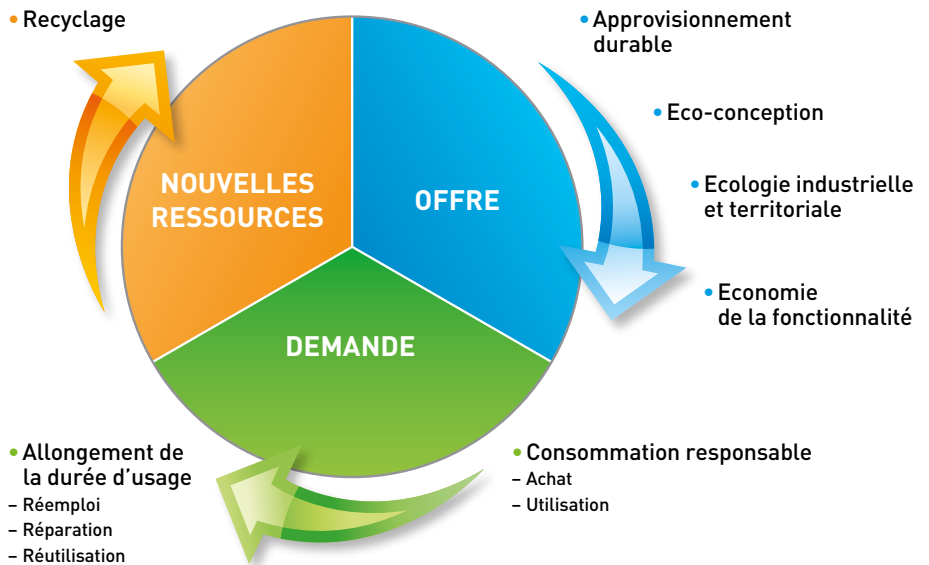 • Recyclage
• Approvisionnement
durable
• Eco-conception
• Ecologie industrielle
et territoriale
• Economie
de la fonctionnalité
NOUVELLES
RESSOURCES
OFFRE
DEMANDE
• Allongement de
la durée d'usage
– Réemploi
– Réparation
– Réutilisation
• Consommation responsable
– Achat
– Utilisation